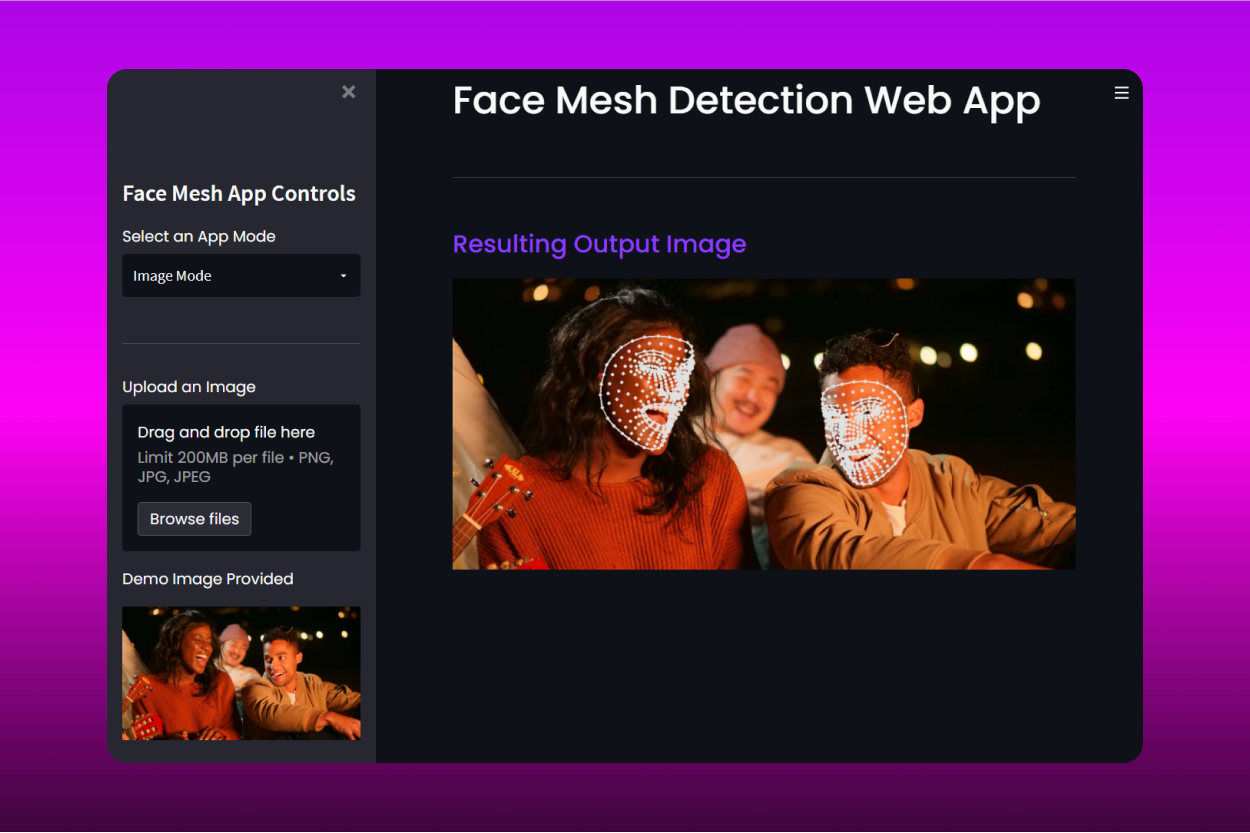 Face Mesh Detection Web App
Face Mesh App Controls
Select an App Mode
Image Mode
Upload an Image
Drag and drop file here
Limit 200MB per file • PNG,
JPG, JPEG
Browse files
Demo Image Provided
Resulting Output Image